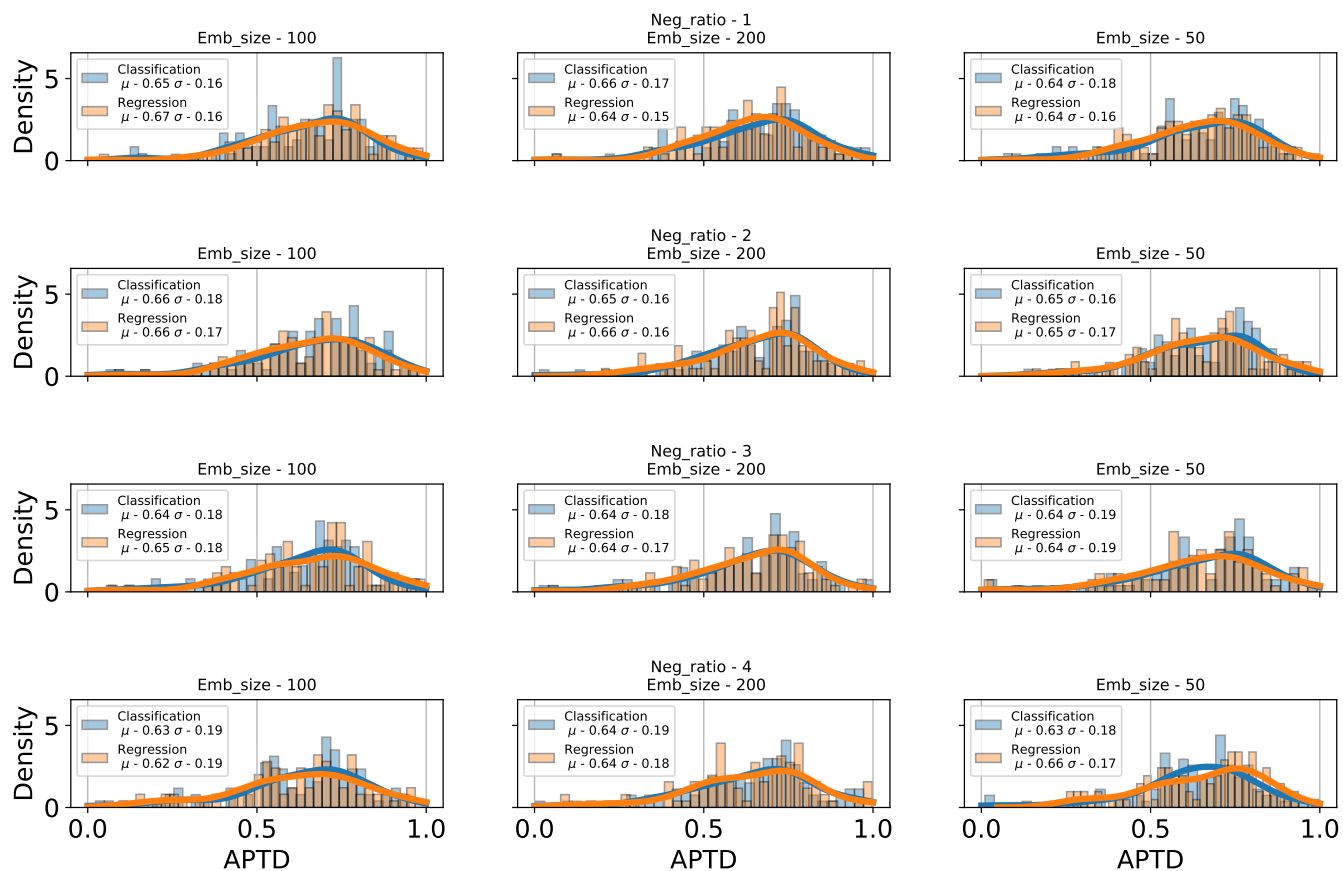 Neg_ratio - 1
Emb_size - 100
Emb_size - 200
Emb_size - 50
Density
5
0
Classification
μ - 0.65 σ - 0.16
Regression
μ - 0.67 σ - 0.16
Classification
μ - 0.66 σ - 0.17
Regression
μ - 0.64 σ - 0.15
Classification
μ - 0.64 σ - 0.18
Regression
μ - 0.64 σ - 0.16
Neg_ratio - 2
Emb_size - 100
Emb_size - 200
Emb_size - 50
Density
5
0
Classification
μ - 0.66 σ - 0.18
Regression
μ - 0.66 σ - 0.17
Classification
μ - 0.65 σ - 0.16
Regression
μ - 0.66 σ - 0.16
Classification
μ - 0.65 σ - 0.16
Regression
μ - 0.65 σ - 0.17
Neg_ratio - 3
Emb_size - 100
Emb_size - 200
Emb_size - 50
Density
5
0
Classification
μ - 0.64 σ - 0.18
Regression
μ - 0.65 σ - 0.18
Classification
μ - 0.64 σ - 0.18
Regression
μ - 0.64 σ - 0.17
Classification
μ - 0.64 σ - 0.19
Regression
μ - 0.64 σ - 0.19
Neg_ratio - 4
Emb_size - 100
Emb_size - 200
Emb_size - 50
Density
5
0
Classification
μ - 0.63 σ - 0.19
Regression
μ - 0.62 σ - 0.19
Classification
μ - 0.64 σ - 0.19
Regression
μ - 0.64 σ - 0.18
Classification
μ - 0.63 σ - 0.18
Regression
μ - 0.66 σ - 0.17
0.0 0.5 1.0
0.0 0.5 1.0
0.0 0.5 1.0
APTD
APTD
APTD